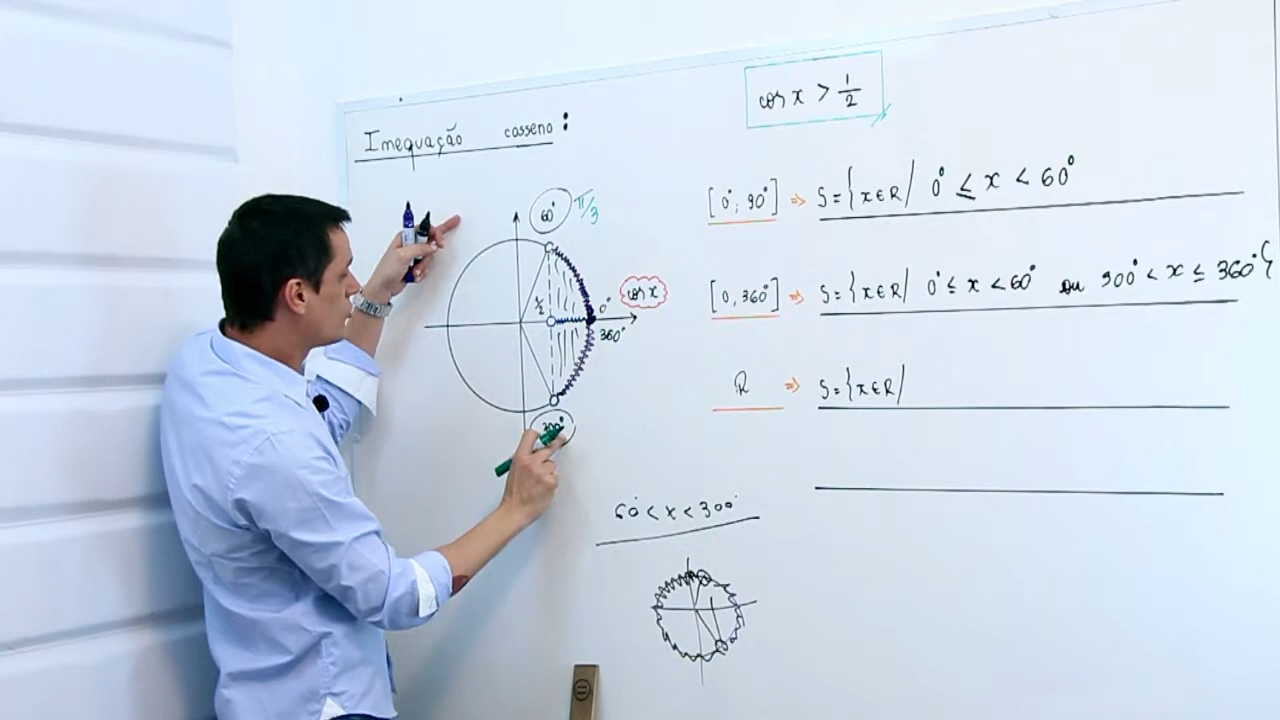 Inequação cosseno :
cos x > 1/2
[0°; 90°] ⇒ S = {x∈R / 0° ≤ x < 60°
[0, 360°] ⇒ S = {x∈R / 0° ≤ x < 60° ou 300° < x ≤ 360°}
R ⇒ S = {x∈R /
60° π/3
cos x
1/2
0°
360°
300°
60° < x < 300°